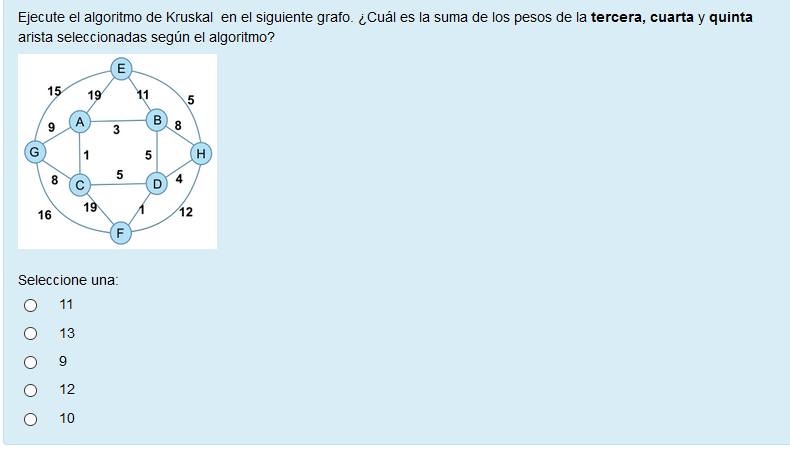 Ejecute el algoritmo de Kruskal en el siguiente grafo. ¿Cuál es la suma de los pesos de la tercera, cuarta y quinta
arista seleccionadas según el algoritmo?
E
15 19 11 5
9 A 3 B 8
G 1 5 H
8 C 5 D 4
16 19 1 12
F
Seleccione una:
11
13
9
12
10